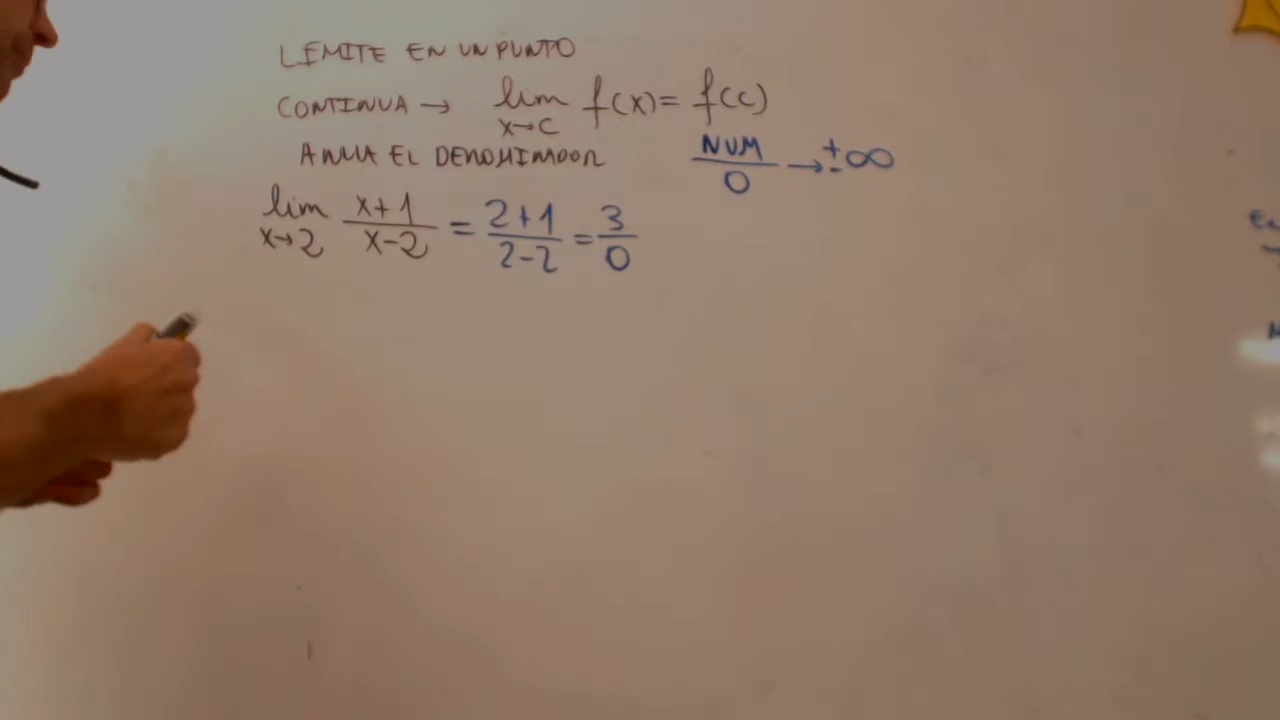 LÍMITE EN UN PUNTO
CONTINUA → lim x→c f(x) = f(c)
ANULA EL DENOMINADOR NUM/0 → ±∞
lim x→2 (x+1)/(x-2) = (2+1)/(2-2) = 3/0